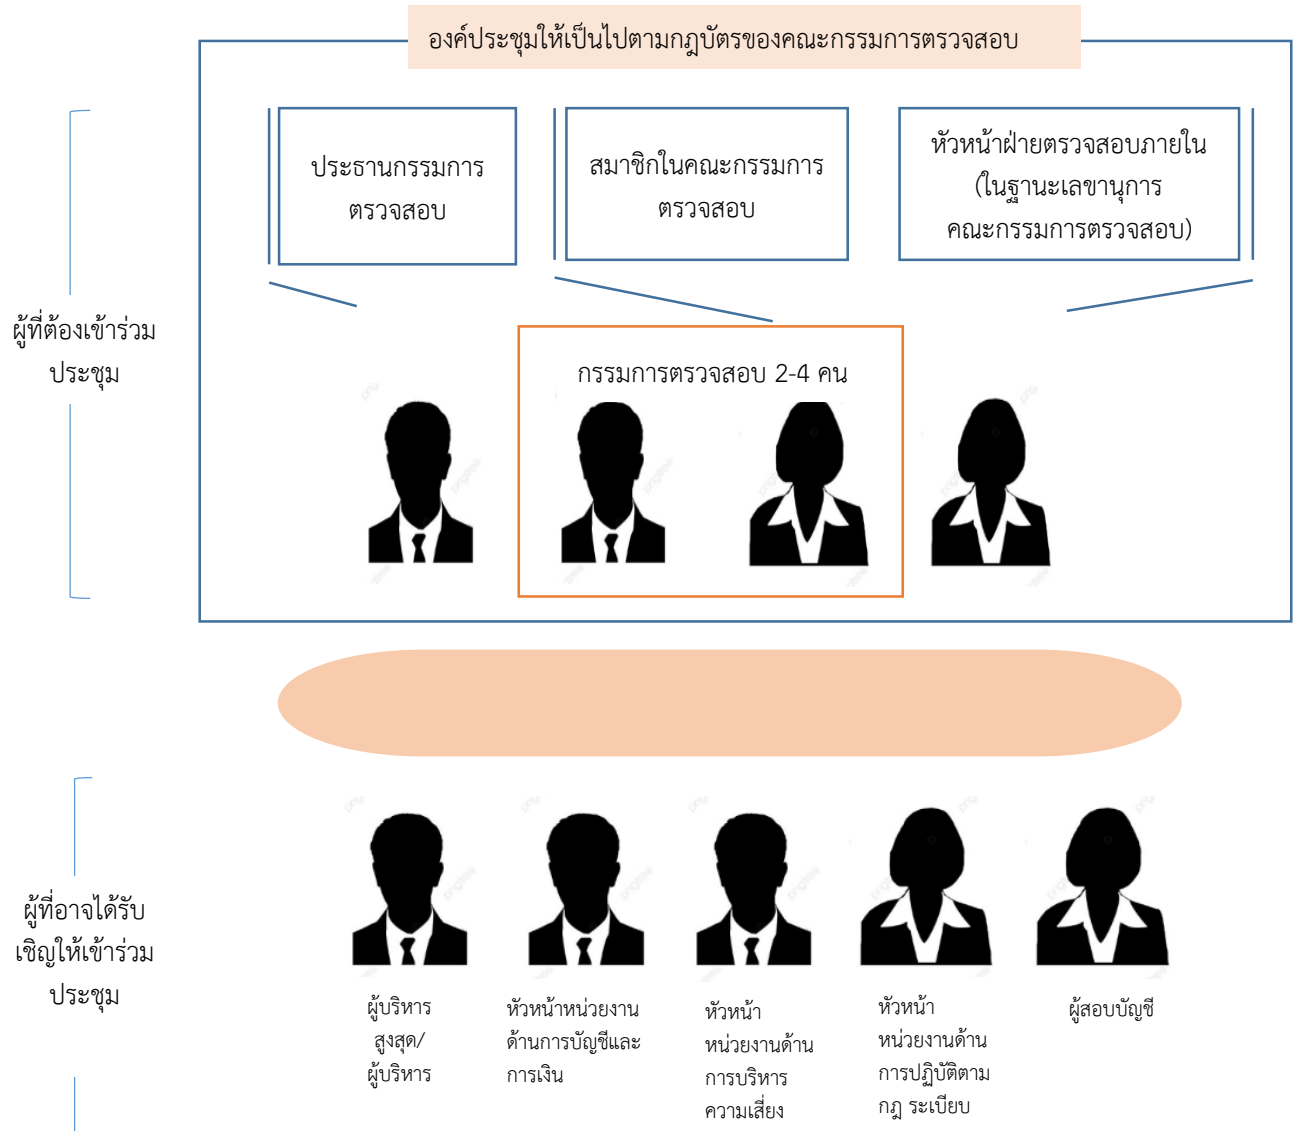 องค์ประชุมให้เป็นไปตามกฎบัตรของคณะกรรมการตรวจสอบ
ประธานกรรมการ
ตรวจสอบ
สมาชิกในคณะกรรมการ
ตรวจสอบ
หัวหน้าฝ่ายตรวจสอบภายใน
(ในฐานะเลขานุการ
คณะกรรมการตรวจสอบ)
ผู้ที่ต้องเข้าร่วม
ประชุม
กรรมการตรวจสอบ 2-4 คน
ผู้ที่อาจได้รับ
เชิญให้เข้าร่วม
ประชุม
ผู้บริหาร
สูงสุด/
ผู้บริหาร
หัวหน้าหน่วยงาน
ด้านการบัญชีและ
การเงิน
หัวหน้า
หน่วยงานด้าน
การบริหาร
ความเสี่ยง
หัวหน้า
หน่วยงานด้าน
การปฏิบัติตาม
กฎ ระเบียบ
ผู้สอบบัญชี